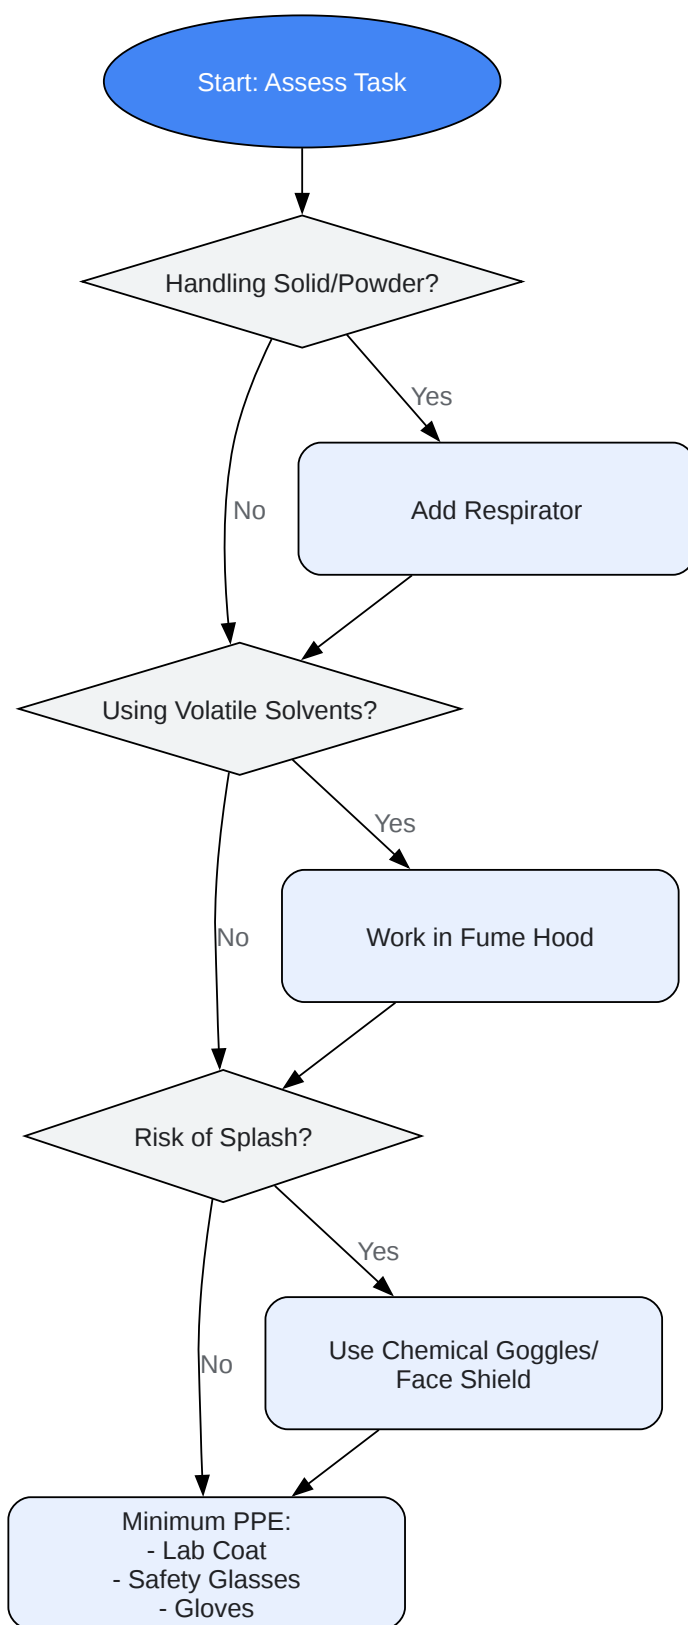 Start: Assess Task
Handling Solid/Powder?
Yes
No
Add Respirator
Using Volatile Solvents?
Yes
No
Work in Fume Hood
Risk of Splash?
Yes
No
Use Chemical Goggles/
Face Shield
Minimum PPE:
- Lab Coat
- Safety Glasses
- Gloves